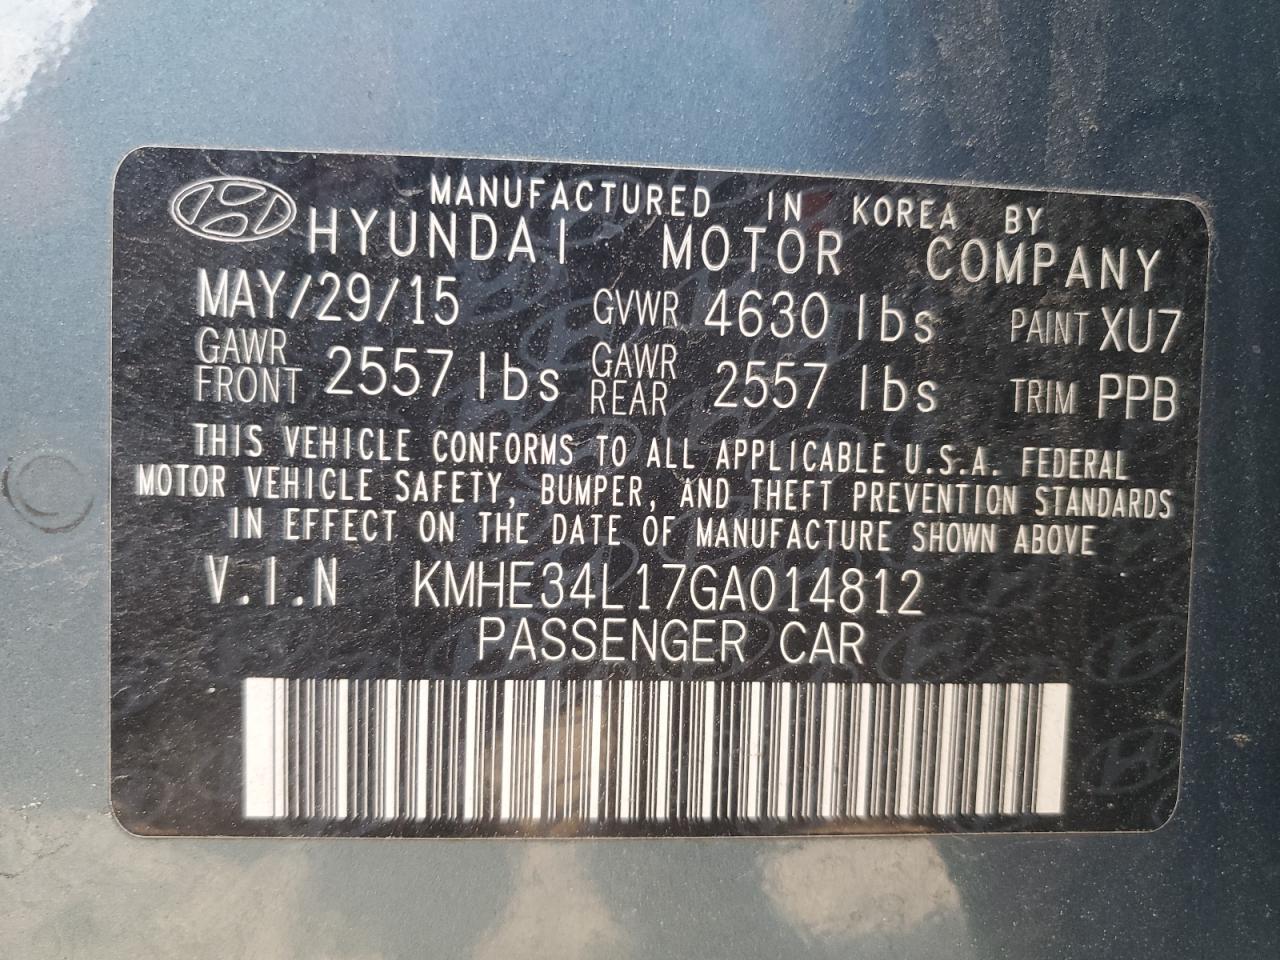 MANUFACTURED IN KOREA BY
HYUNDAI MOTOR COMPANY
MAY/29/15 GVWR 4630 lbs PAINT XU7
GAWR FRONT 2557 lbs GAWR REAR 2557 lbs TRIM PPB
THIS VEHICLE CONFORMS TO ALL APPLICABLE U.S.A. FEDERAL
MOTOR VEHICLE SAFETY, BUMPER, AND THEFT PREVENTION STANDARDS
IN EFFECT ON THE DATE OF MANUFACTURE SHOWN ABOVE
V.I.N KMHE34L17GA014812
PASSENGER CAR